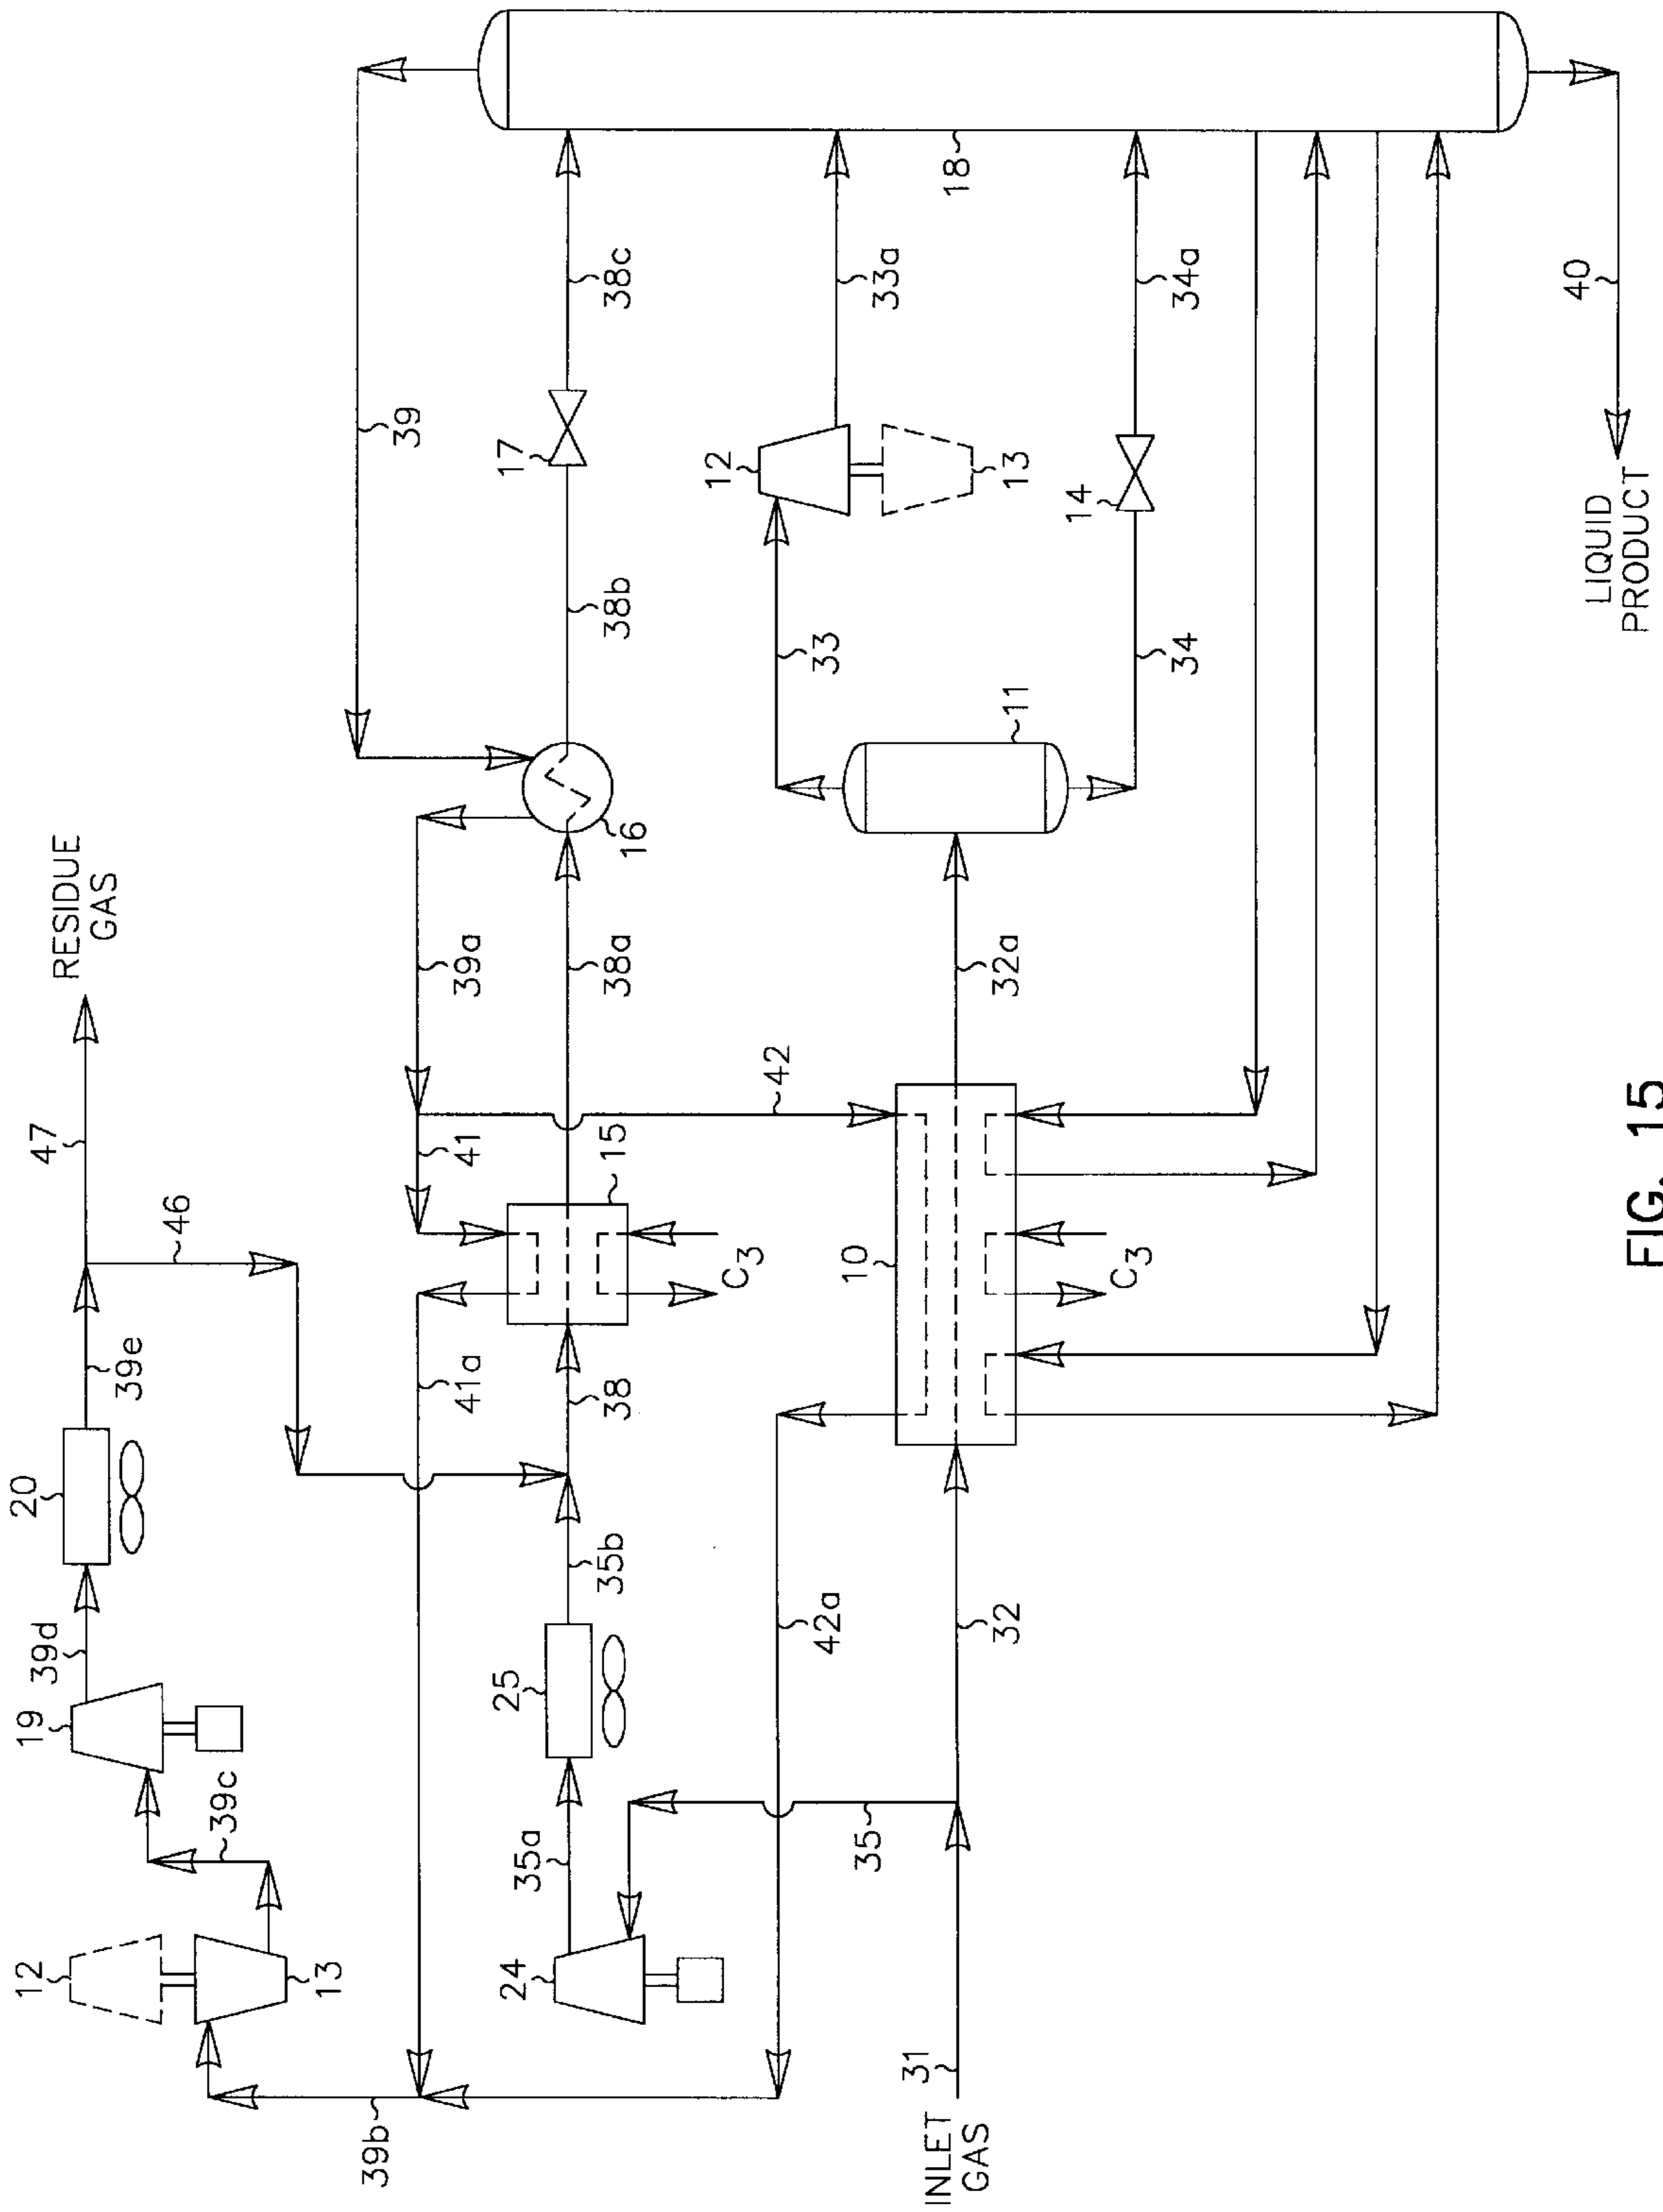 RESIDUE
GAS
47
46
39e
20
39d
19
39c
12
13
39b
39
39a
41
41a
15
C3
38
38a
16
38b
17
38c
35b
25
35a
24
35
42
42a
10
C3
32
31
INLET
GAS
32a
11
33
12
13
33a
34
14
34a
18
40
LIQUID
PRODUCT
FIG. 15